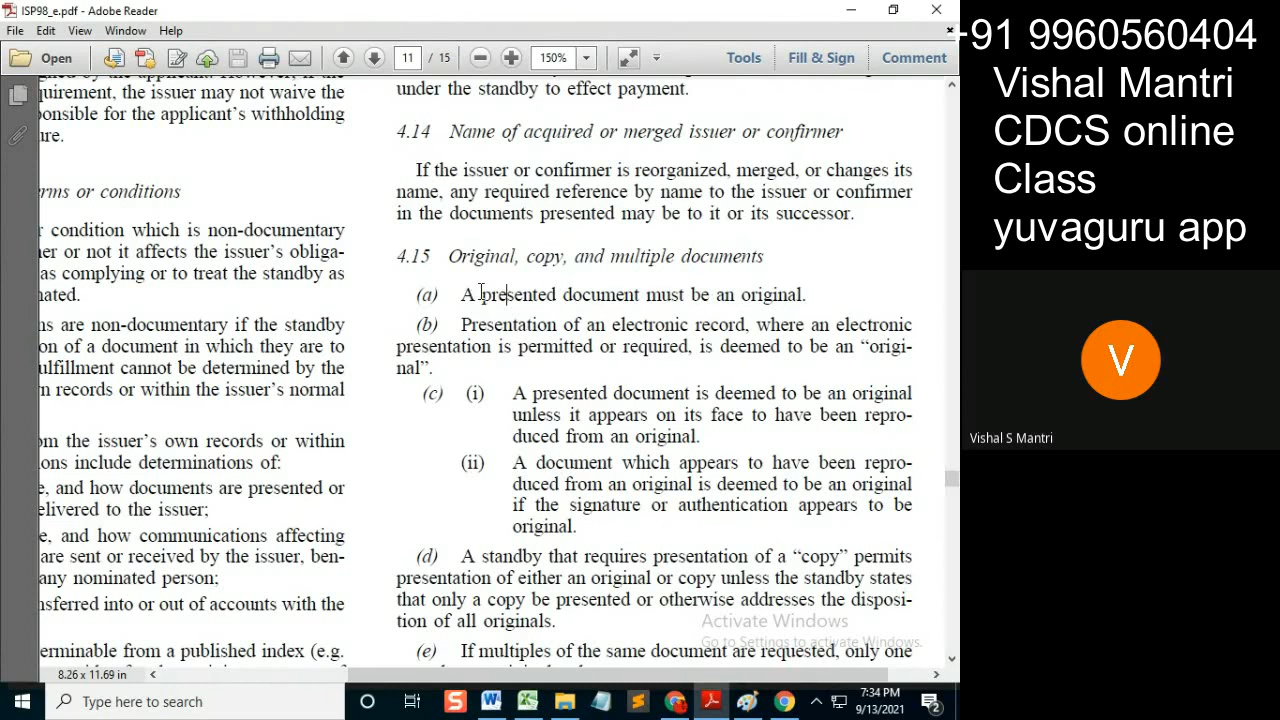 ISP98_e.pdf - Adobe Reader
File Edit View Window Help
Open
11 / 15
150%
Tools Fill & Sign Comment
quirement, the issuer may not waive the
ponsible for the applicant's withholding
ure.
erms or conditions
r condition which is non-documentary
ner or not it affects the issuer's obliga-
as complying or to treat the standby as
nated.
ns are non-documentary if the standby
on of a document in which they are to
ulfillment cannot be determined by the
n records or within the issuer's normal
om the issuer's own records or within
ions include determinations of:
e, and how documents are presented or
elivered to the issuer;
e, and how communications affecting
are sent or received by the issuer, ben-
any nominated person;
nsferred into or out of accounts with the
erminable from a published index (e.g.
under the standby to effect payment.
4.14 Name of acquired or merged issuer or confirmer
If the issuer or confirmer is reorganized, merged, or changes its
name, any required reference by name to the issuer or confirmer
in the documents presented may be to it or its successor.
4.15 Original, copy, and multiple documents
(a) A presented document must be an original.
(b) Presentation of an electronic record, where an electronic
presentation is permitted or required, is deemed to be an “origi-
nal”.
(c) (i) A presented document is deemed to be an original
unless it appears on its face to have been repro-
duced from an original.
(ii) A document which appears to have been repro-
duced from an original is deemed to be an original
if the signature or authentication appears to be
original.
(d) A standby that requires presentation of a “copy” permits
presentation of either an original or copy unless the standby states
that only a copy be presented or otherwise addresses the disposi-
tion of all originals.
(e) If multiples of the same document are requested, only one
Activate Windows
Go to Settings to activate Windows.
8.26 x 11.69 in
Type here to search
7:34 PM
9/13/2021
2
+91 9960560404
Vishal Mantri
CDCS online
Class
yuvaguru app
V
Vishal S Mantri